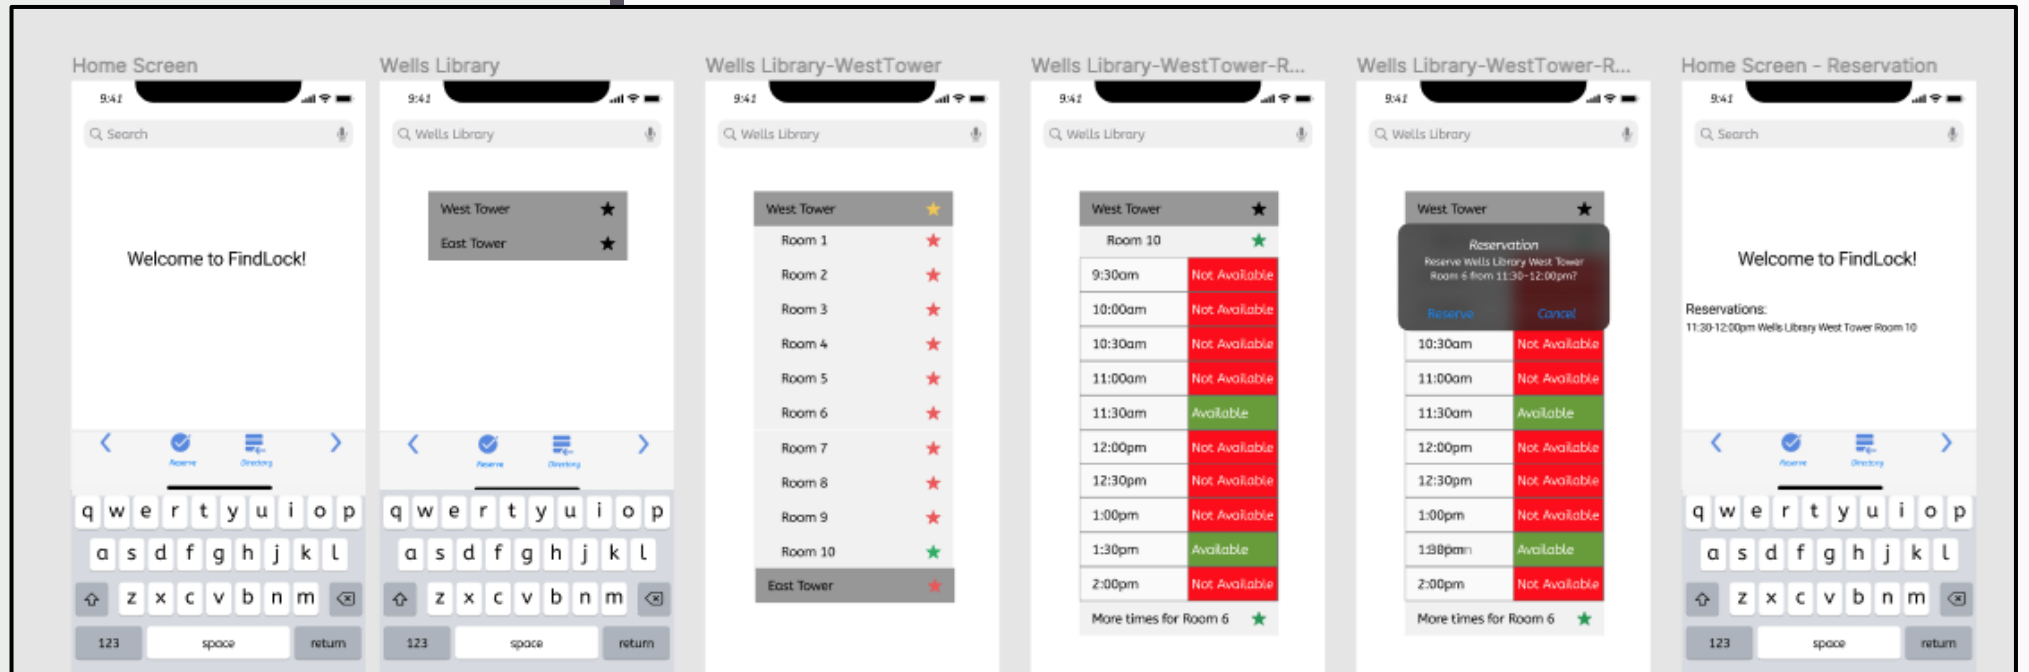 Home Screen
9:41
Search
Welcome to FindLock!
Reserve Directory
q w e r t y u i o p
a s d f g h j k l
z x c v b n m
123 space return
Wells Library
9:41
Wells Library
West Tower
East Tower
Reserve Directory
q w e r t y u i o p
a s d f g h j k l
z x c v b n m
123 space return
Wells Library-WestTower
9:41
Wells Library
West Tower
Room 1
Room 2
Room 3
Room 4
Room 5
Room 6
Room 7
Room 8
Room 9
Room 10
East Tower
Wells Library-WestTower-R...
9:41
Wells Library
West Tower
Room 10
9:30am Not Available
10:00am Not Available
10:30am Not Available
11:00am Not Available
11:30am Available
12:00pm Not Available
12:30pm Not Available
1:00pm Not Available
1:30pm Available
2:00pm Not Available
More times for Room 6
Wells Library-WestTower-R...
9:41
Wells Library
West Tower
Reservation
Reserve Wells Library West Tower
Room 6 from 11:30-12:00pm?
Reserve Cancel
10:30am Not Available
11:00am Not Available
11:30am Available
12:00pm Not Available
12:30pm Not Available
1:00pm Not Available
Available
2:00pm Not Available
More times for Room 6
Home Screen - Reservation
9:41
Search
Welcome to FindLock!
Reservations:
11:30-12:00pm Wells Library West Tower Room 10
Reserve Directory
q w e r t y u i o p
a s d f g h j k l
z x c v b n m
123 space return